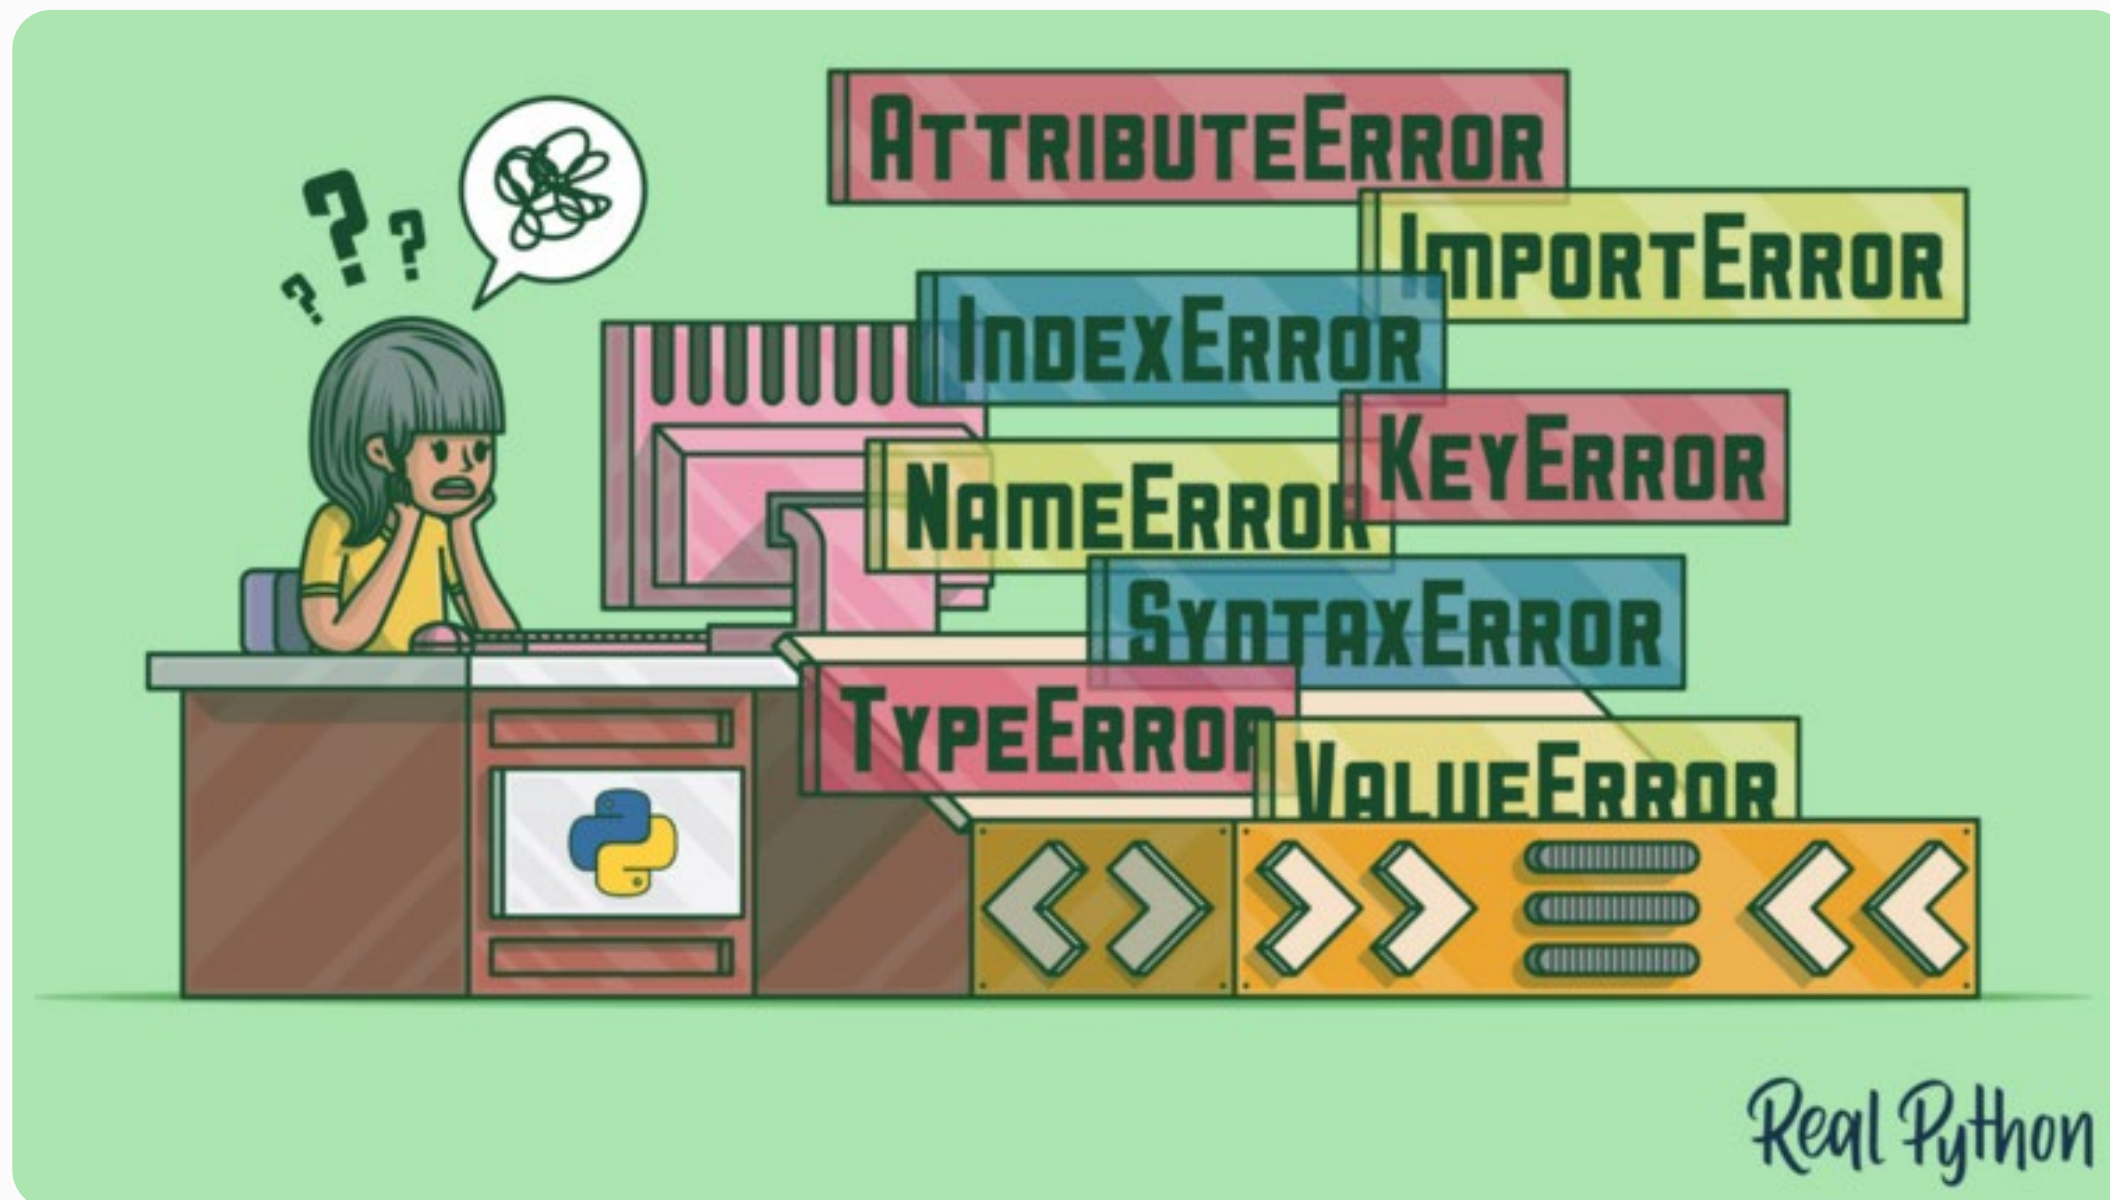 ? ? ?
AttributeError
ImportError
IndexError
KeyError
NameError
SyntaxError
TypeError
ValueError
Real Python